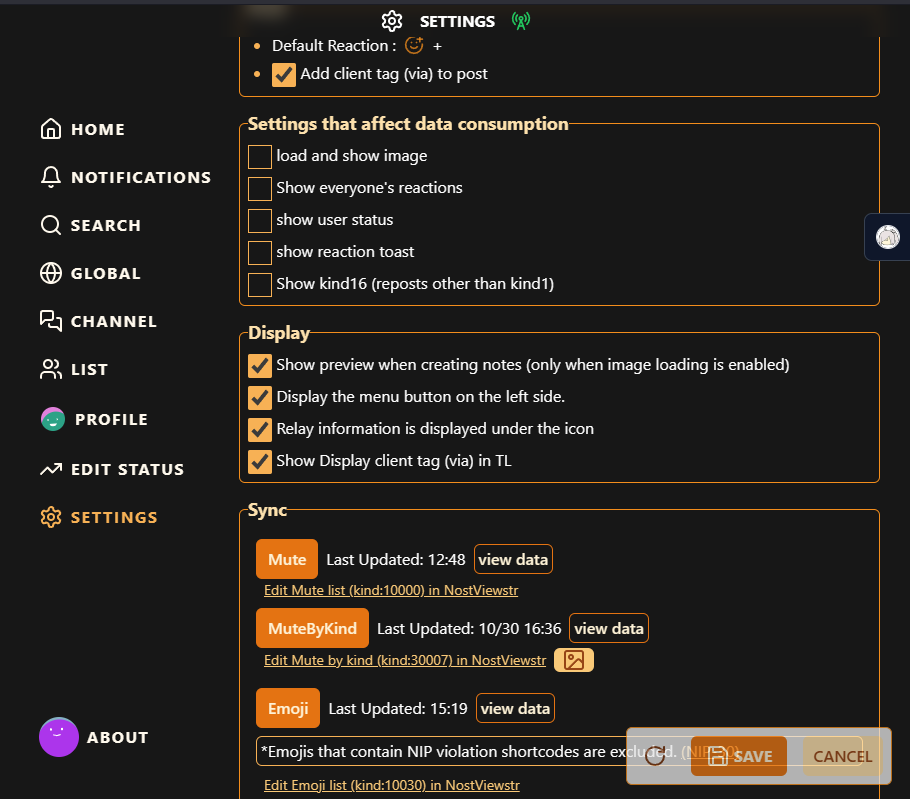 SETTINGS
Default Reaction : +
Add client tag (via) to post
HOME
NOTIFICATIONS
SEARCH
GLOBAL
CHANNEL
LIST
PROFILE
EDIT STATUS
SETTINGS
ABOUT
Settings that affect data consumption
load and show image
Show everyone's reactions
show user status
show reaction toast
Show kind16 (reposts other than kind1)
Display
Show preview when creating notes (only when image loading is enabled)
Display the menu button on the left side.
Relay information is displayed under the icon
Show Display client tag (via) in TL
Sync
Mute Last Updated: 12:48 view data
Edit Mute list (kind:10000) in NostViewstr
MuteByKind Last Updated: 10/30 16:36 view data
Edit Mute by kind (kind:30007) in NostViewstr
Emoji Last Updated: 15:19 view data
*Emojis that contain NIP violation shortcodes are excluded.
SAVE CANCEL
Edit Emoji list (kind:10030) in NostViewstr